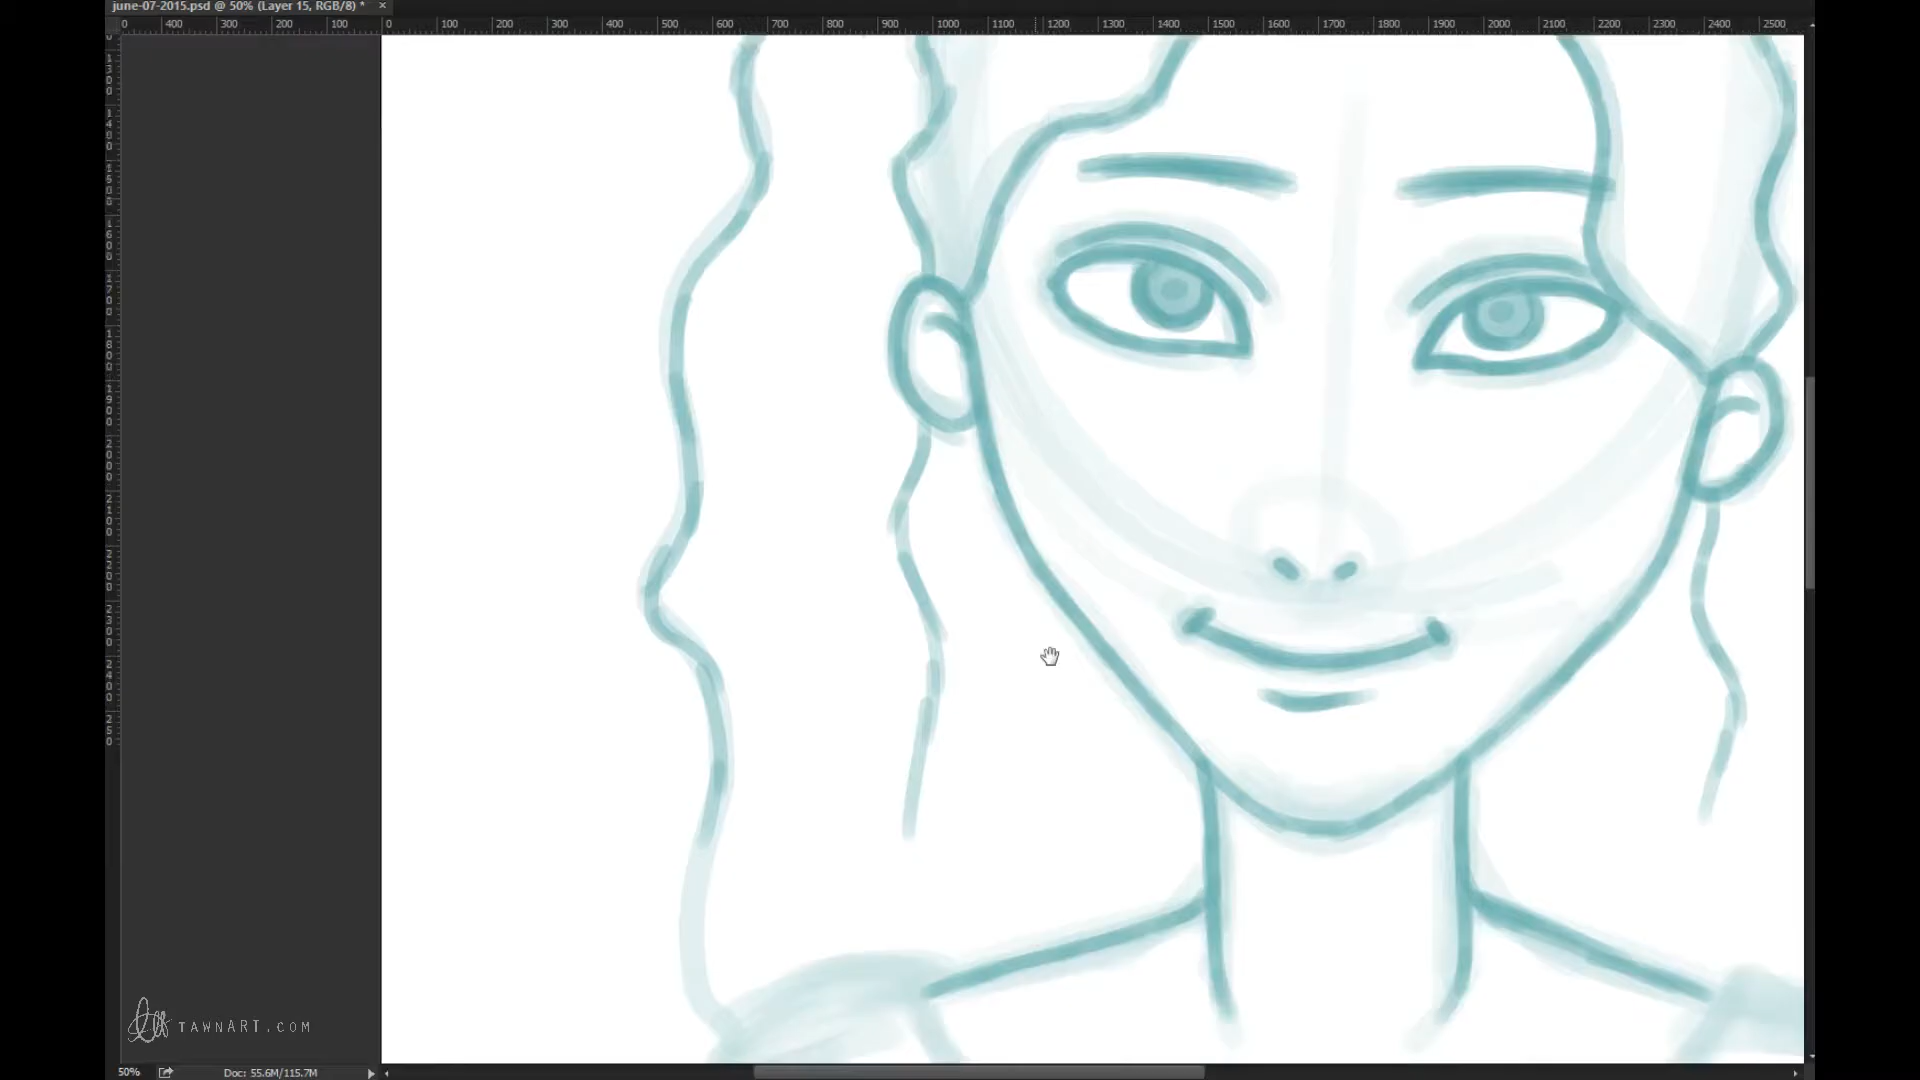 june-07-2015.psd @ 50% (Layer 15, RGB/8) *
0 400 300 200 100 0 100 200 300 400 500 600 700 800 900 1000 1100 1200 1300 1400 1500 1600 1700 1800 1900 2000 2100 2200 2300 2400 2500
TAWNART.COM
50% Doc: 55.6M/115.7M